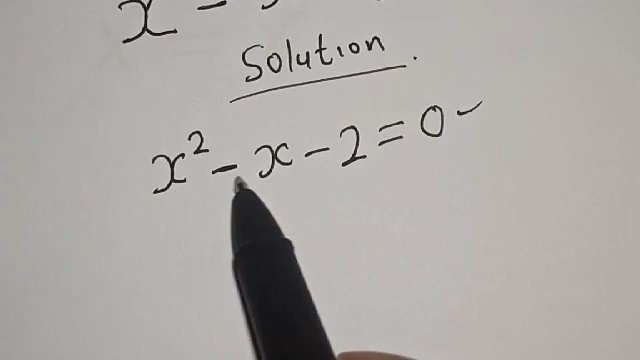 x -
Solution.
x² - x - 2 = 0